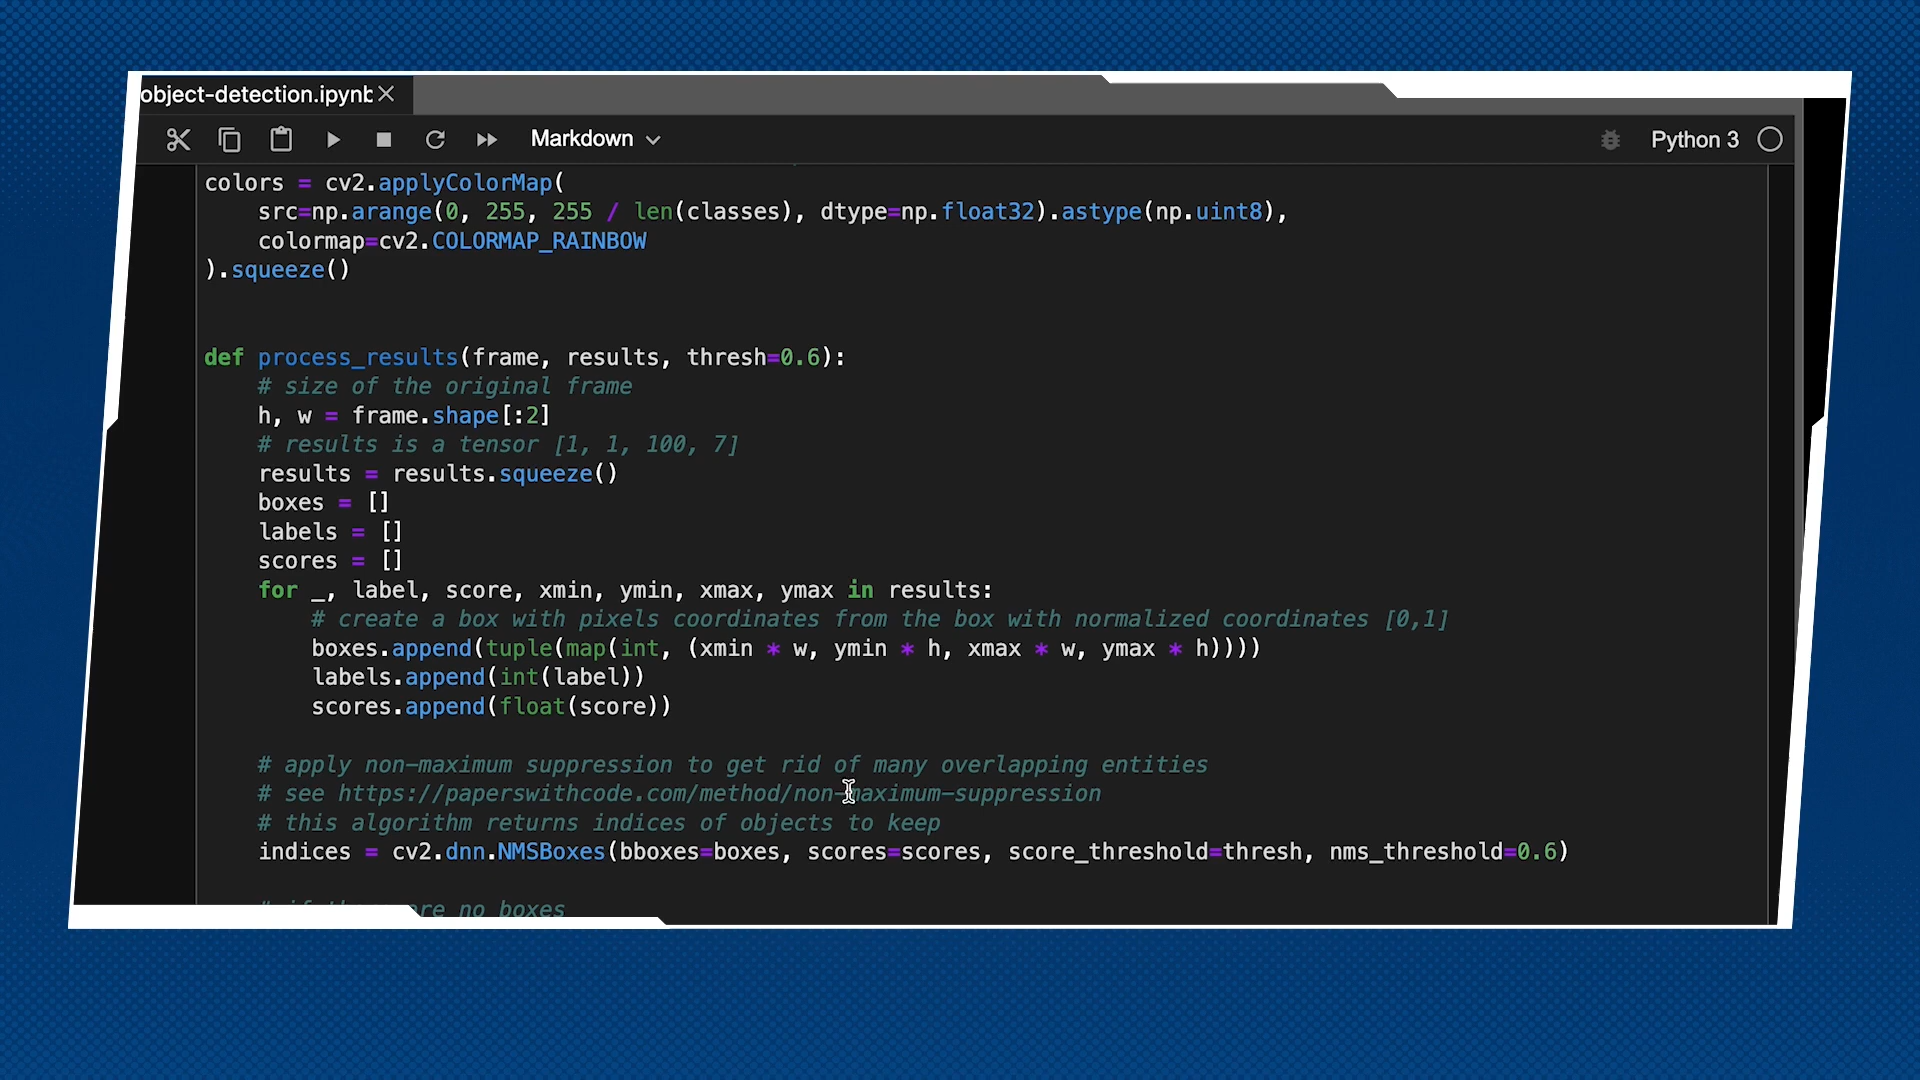 object-detection.ipynb
Markdown
Python 3
colors = cv2.applyColorMap(
    src=np.arange(0, 255, 255 / len(classes), dtype=np.float32).astype(np.uint8),
    colormap=cv2.COLORMAP_RAINBOW
).squeeze()
def process_results(frame, results, thresh=0.6):
    # size of the original frame
    h, w = frame.shape[:2]
    # results is a tensor [1, 1, 100, 7]
    results = results.squeeze()
    boxes = []
    labels = []
    scores = []
    for _, label, score, xmin, ymin, xmax, ymax in results:
        # create a box with pixels coordinates from the box with normalized coordinates [0,1]
        boxes.append(tuple(map(int, (xmin * w, ymin * h, xmax * w, ymax * h))))
        labels.append(int(label))
        scores.append(float(score))
    # apply non-maximum suppression to get rid of many overlapping entities
    # see https://paperswithcode.com/method/non-maximum-suppression
    # this algorithm returns indices of objects to keep
    indices = cv2.dnn.NMSBoxes(bboxes=boxes, scores=scores, score_threshold=thresh, nms_threshold=0.6)
    # if there are no boxes